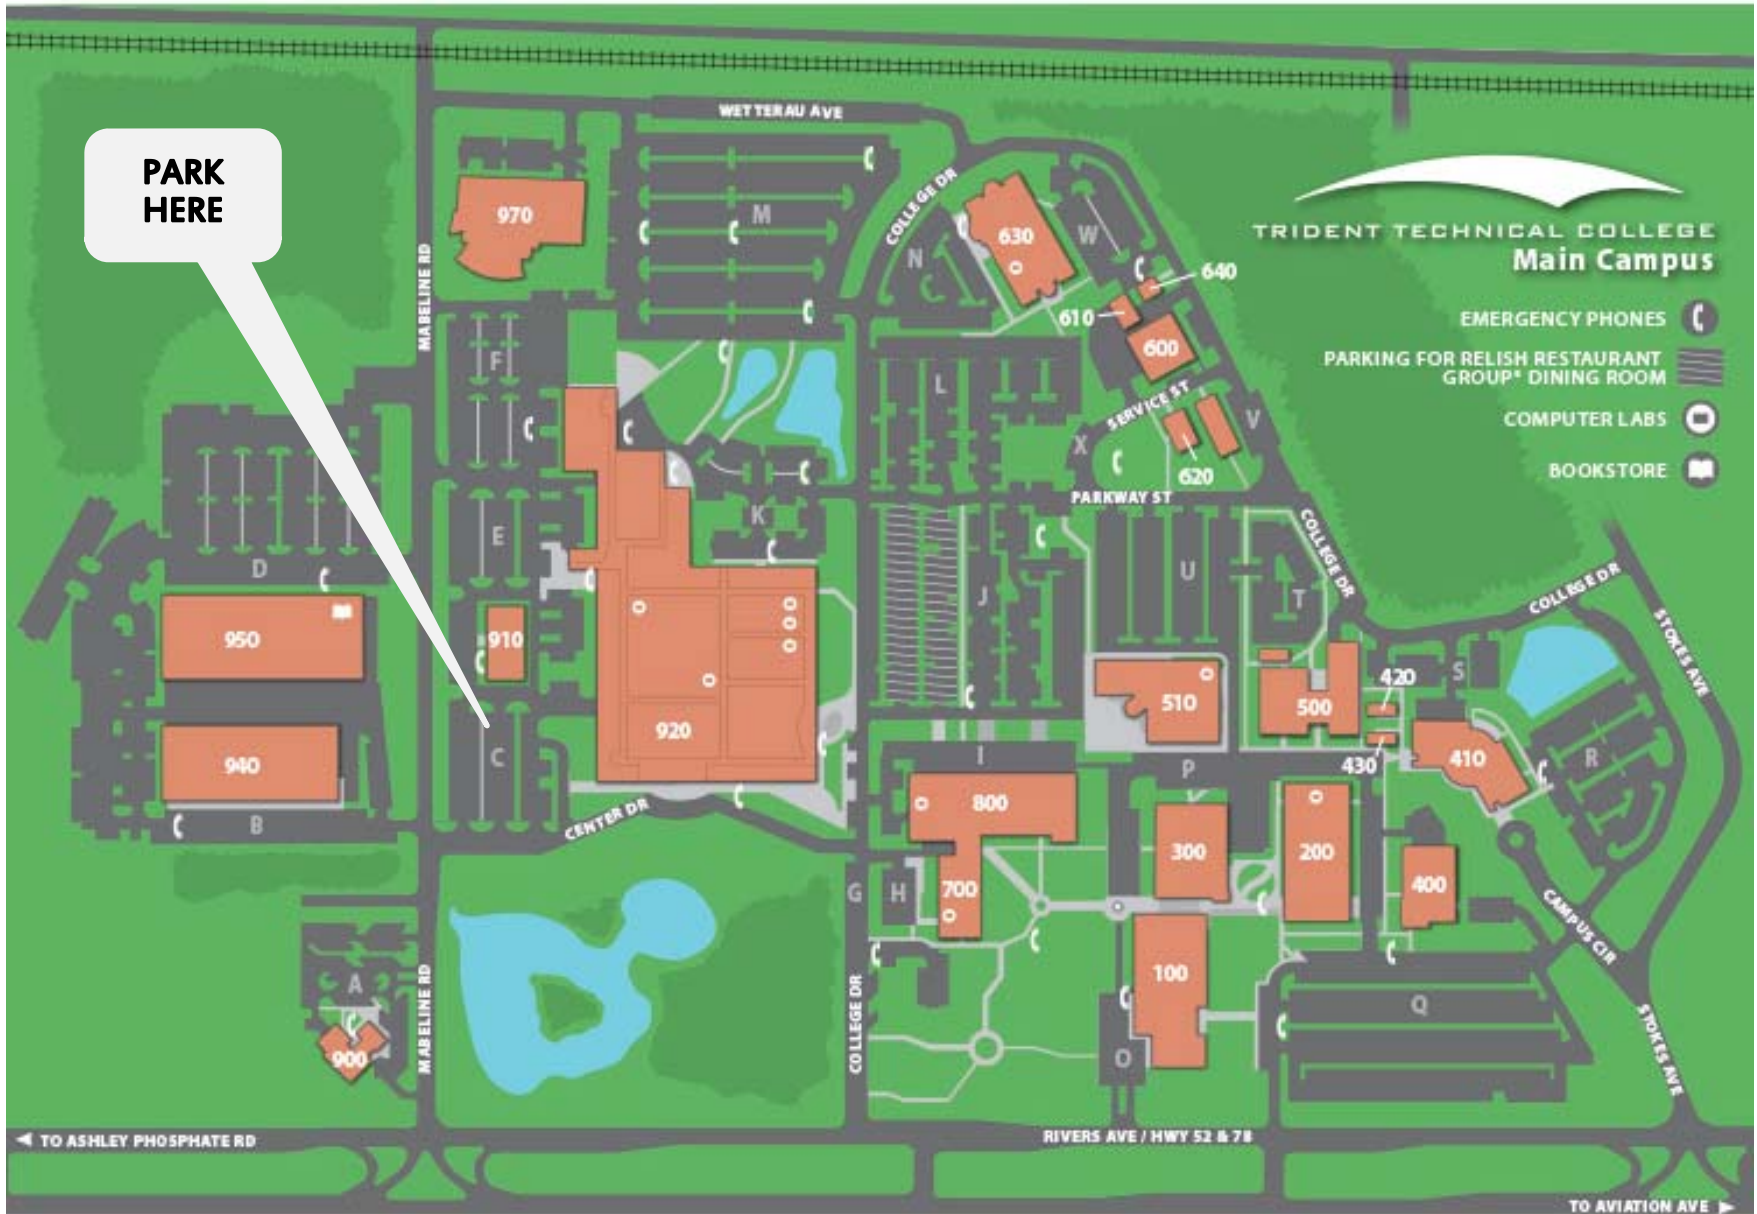 WETTERAU AVE
PARK
HERE
970
M
COLLEGE DR
630
W
N
640
TRIDENT TECHNICAL COLLEGE
Main Campus
MABELINE RD
610
600
EMERGENCY PHONES
PARKING FOR RELISH RESTAURANT
GROUP* DINING ROOM
COMPUTER LABS
BOOKSTORE
F
L
SERVICE ST
V
X
620
PARKWAY ST
K
E
D
J
U
T
COLLEGE DR
COLLEGE DR
STOKES AVE
950
910
S
420
510
500
920
C
940
I
P
430
410
R
B
CENTER DR
800
300
200
400
700
G
H
CAMPUS CIR
A
100
Q
900
MABELINE RD
COLLEGE DR
O
STOKES AVE
TO ASHLEY PHOSPHATE RD
RIVERS AVE / HWY 52 & 78
TO AVIATION AVE